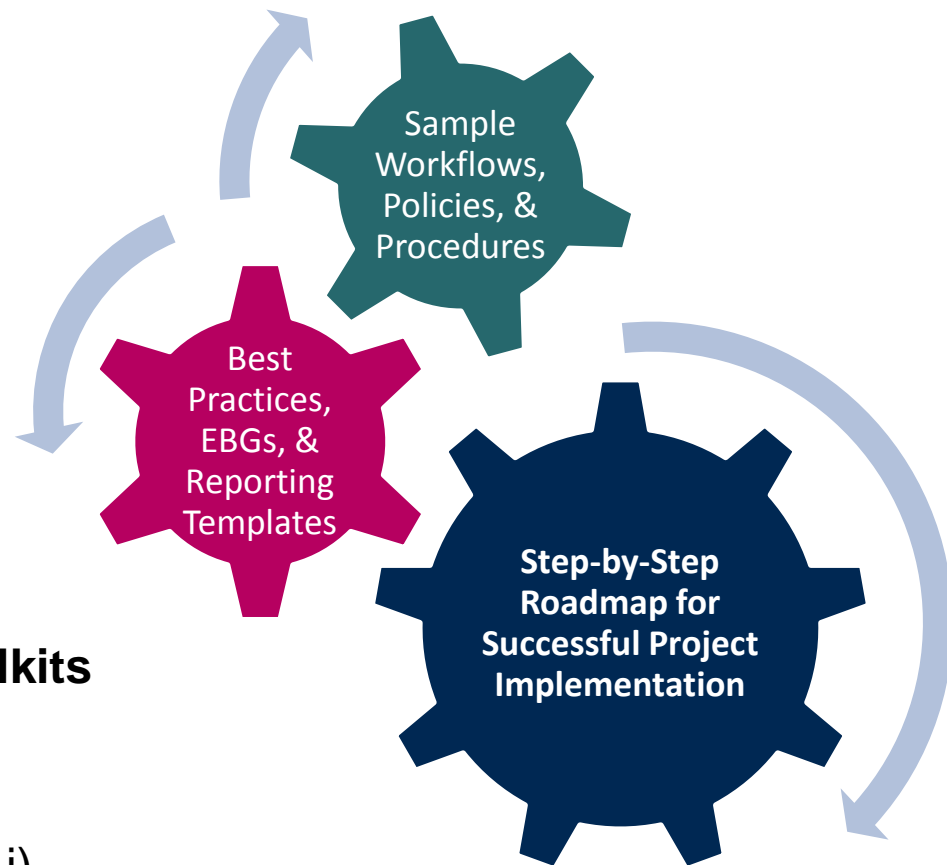 Sample
Workflows,
Policies, &
Procedures
Best
Practices,
EBGs, &
Reporting
Templates
Step-by-Step
Roadmap for
Successful Project
Implementation
lkits
i)